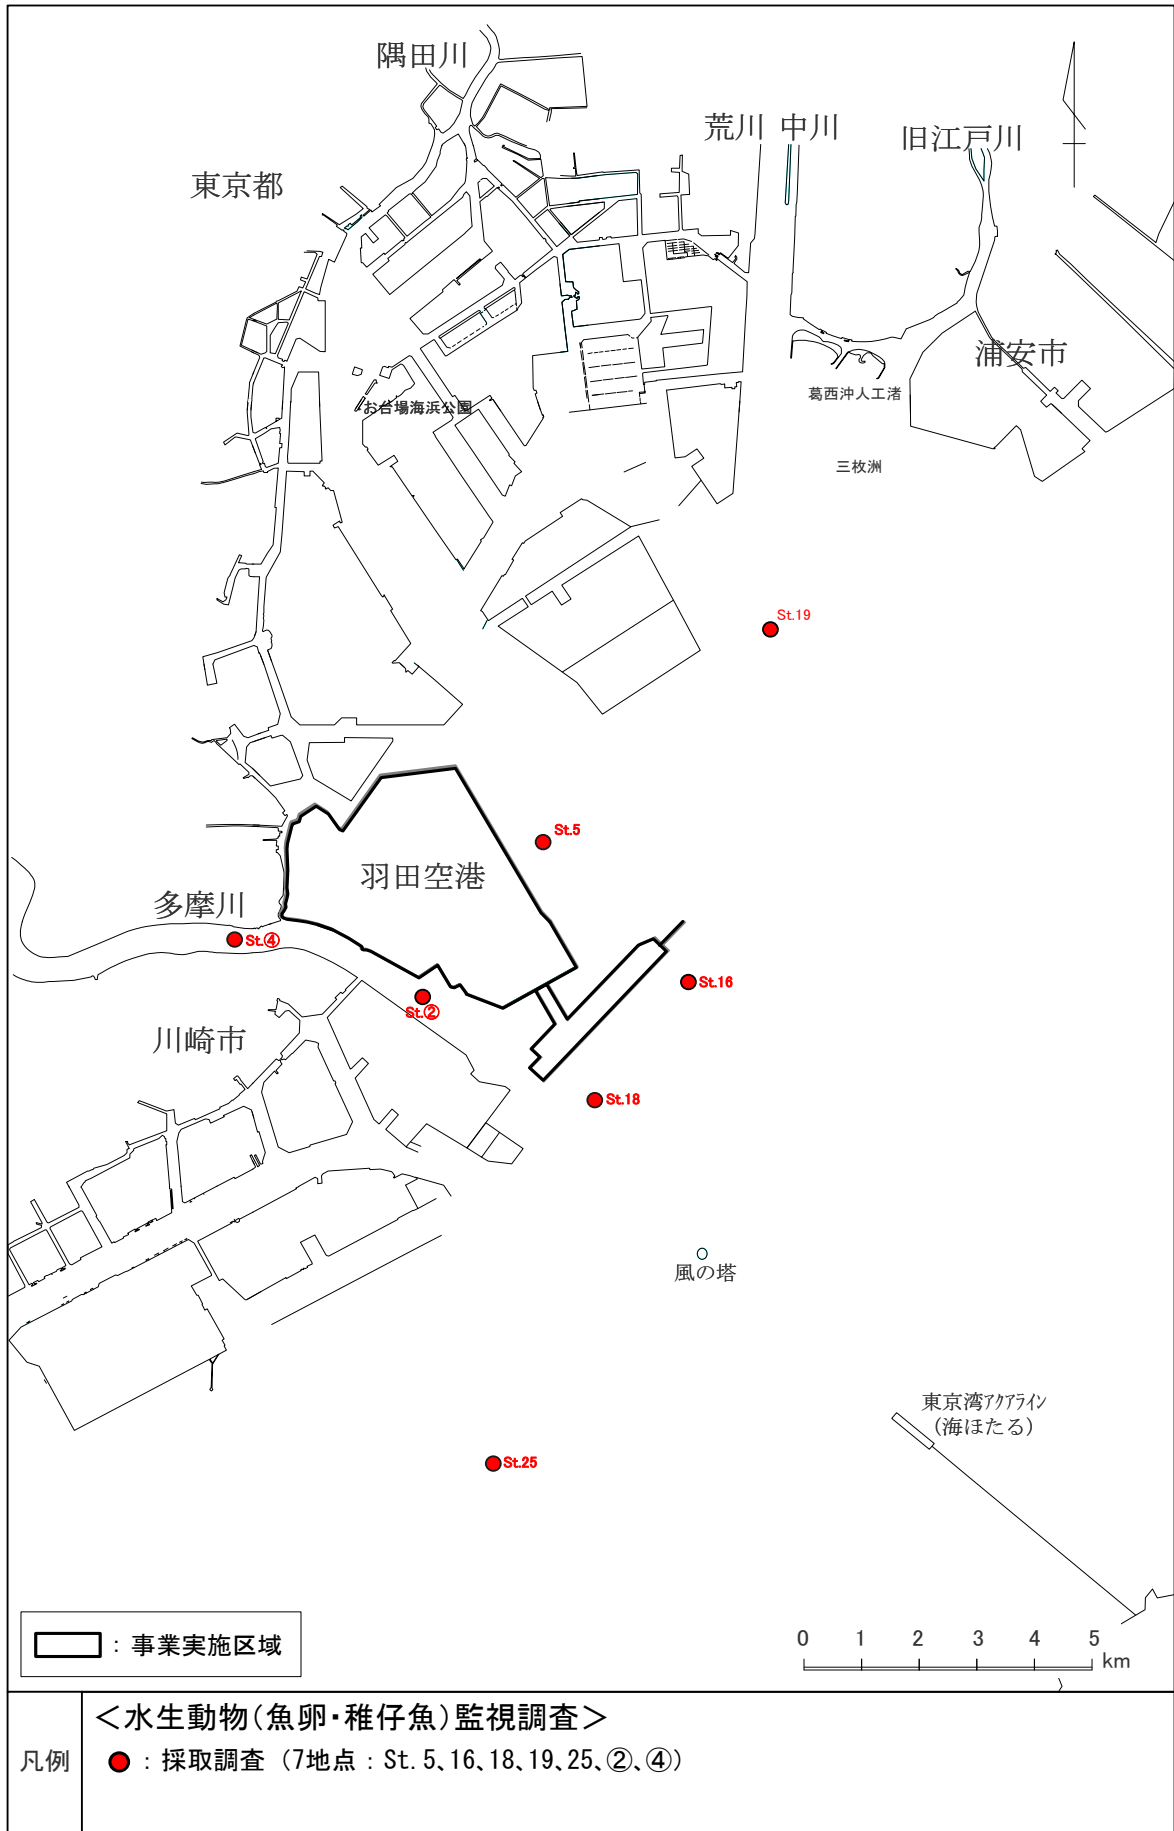 隅田川
荒川 中川
旧江戸川
東京都
浦安市
葛西沖人工渚
お台場海浜公園
三枚洲
St.19
St.5
羽田空港
多摩川
St.④
St.16
St.②
川崎市
St.18
風の塔
東京湾アクアライン
(海ほたる)
St.25
: 事業実施区域
0 1 2 3 4 5
km
凡例
<水生動物(魚卵・稚仔魚)監視調査>
: 採取調査 (7地点 : St. 5、16、18、19、25、②、④)